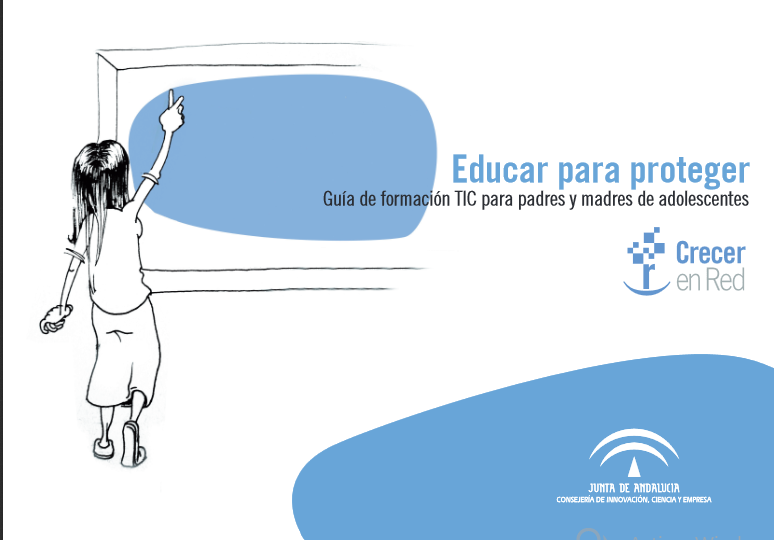 Educar para proteger
Guía de formación TIC para padres y madres de adolescentes
Crecer
en Red
JUNTA DE ANDALUCIA
CONSEJERÍA DE INNOVACIÓN, CIENCIA Y EMPRESA